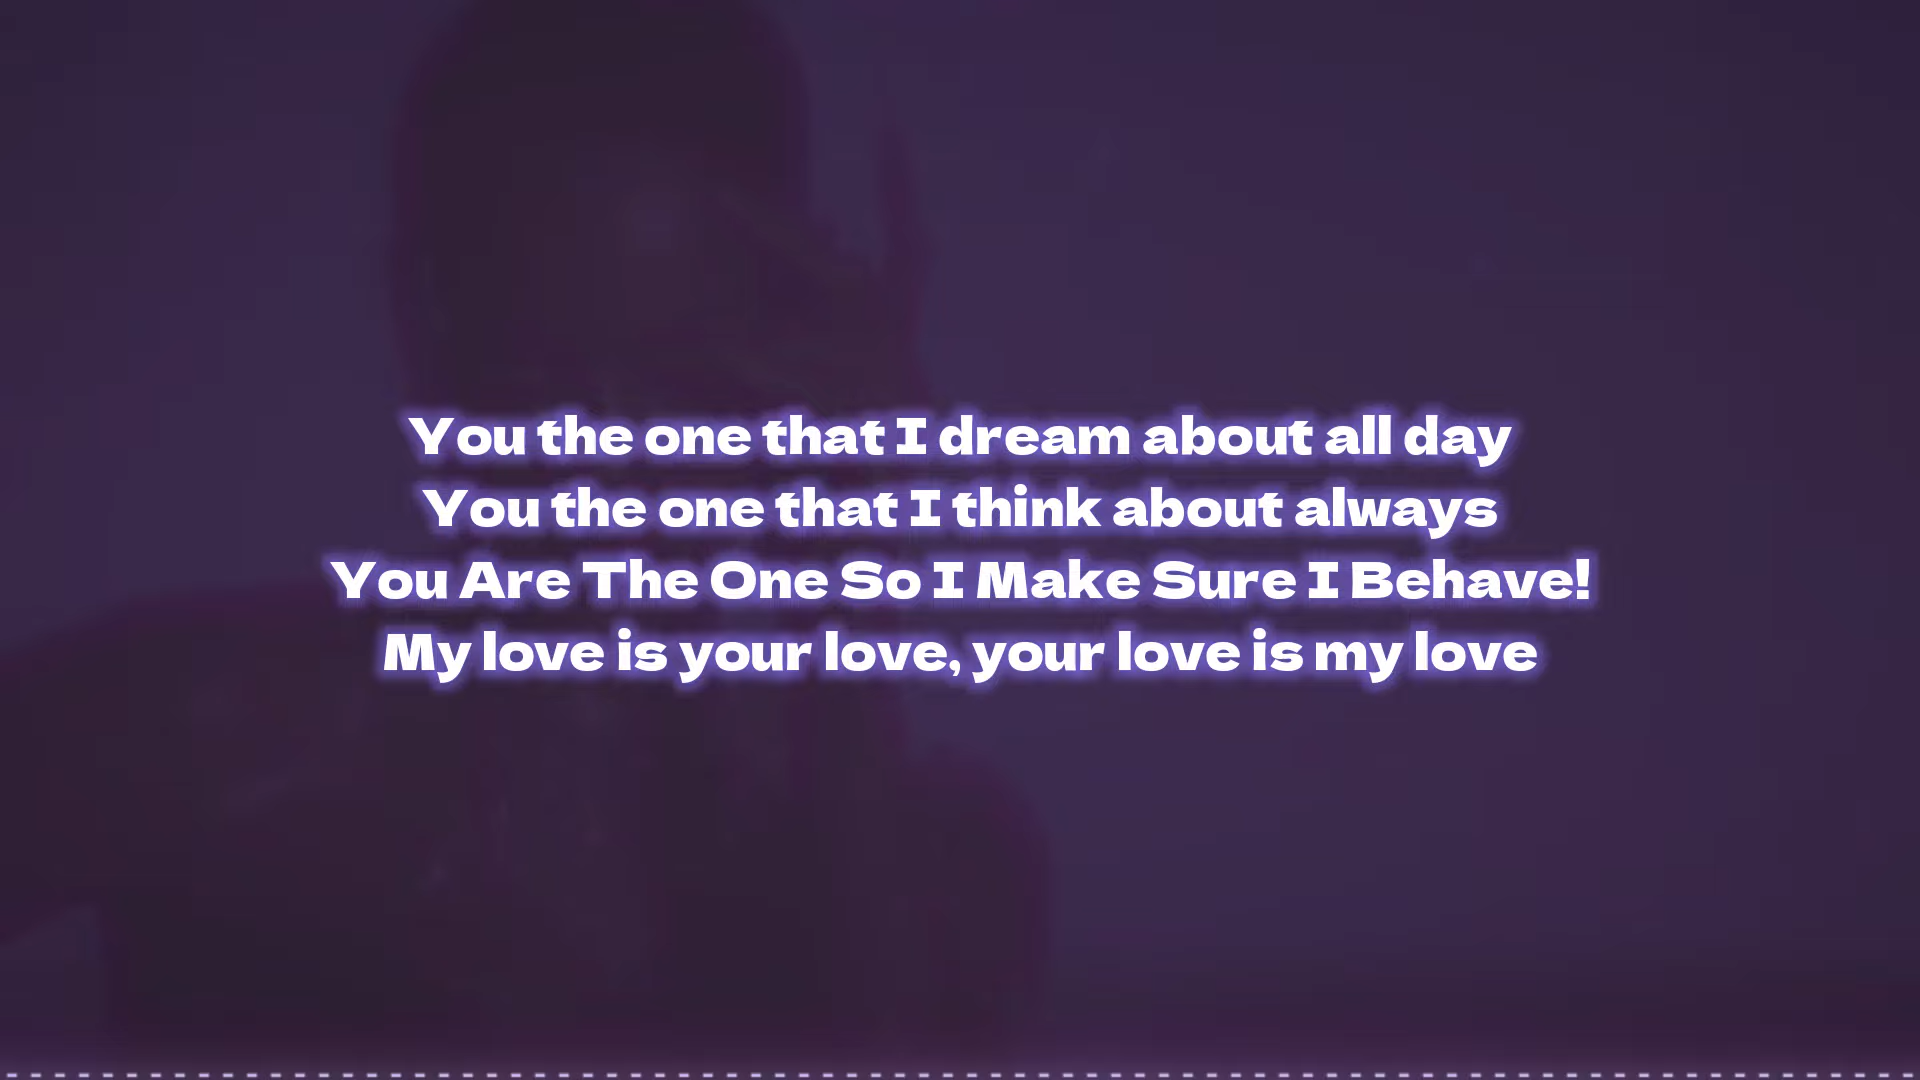 You the one that I dream about all day
You the one that I think about always
You Are The One So I Make Sure I Behave!
My love is your love, your love is my love